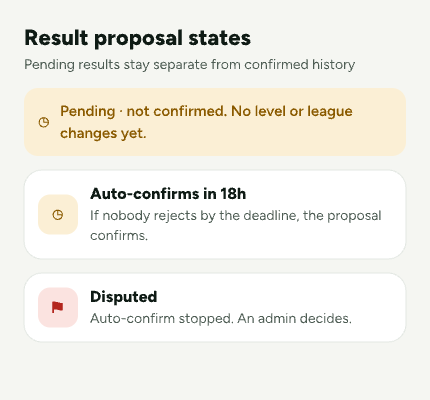 Result proposal states
Pending results stay separate from confirmed history
Pending · not confirmed. No level or league
changes yet.
Auto-confirms in 18h
If nobody rejects by the deadline, the proposal
confirms.
Disputed
Auto-confirm stopped. An admin decides.